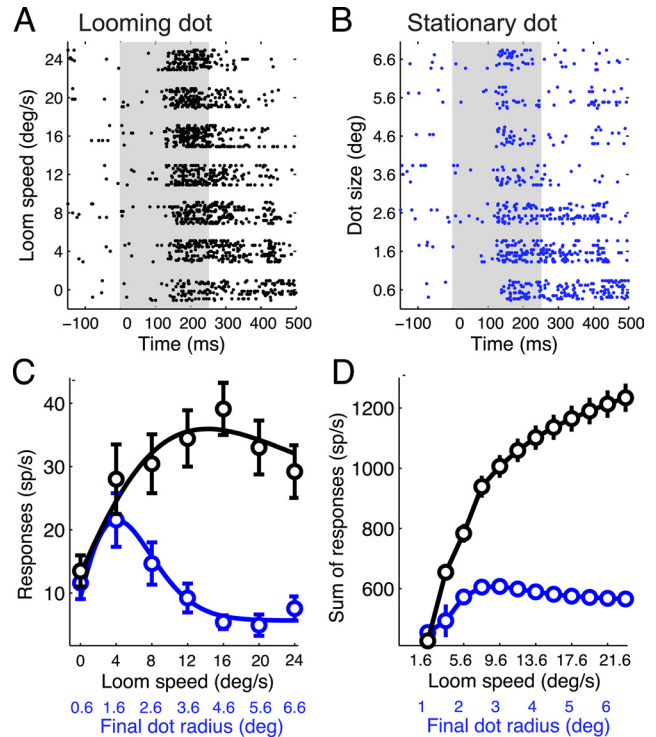 A Looming dot
Loom speed (deg/s)
24
20
16
12
8
4
0
−100 0 100 200 300 400 500
Time (ms)
B Stationary dot
Dot size (deg)
6.6
5.6
4.6
3.6
2.6
1.6
0.6
−100 0 100 200 300 400 500
Time (ms)
C
Responses (sp/s)
40
30
20
10
0 4 8 12 16 20 24
Loom speed (deg/s)
0.6 1.6 2.6 3.6 4.6 5.6 6.6
Final dot radius (deg)
D
Sum of responses (sp/s)
1200
1000
800
600
1.6 5.6 9.6 13.6 17.6 21.6
Loom speed (deg/s)
1 2 3 4 5 6
Final dot radius (deg)